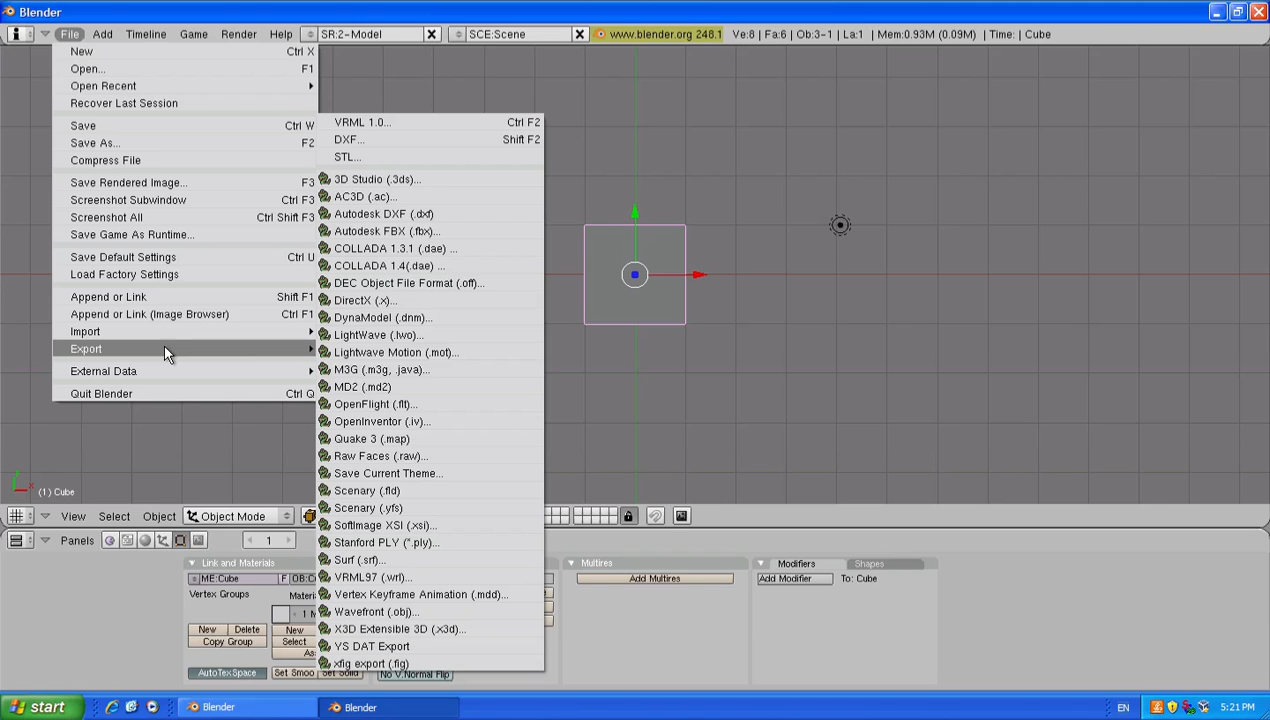 Blender
File Add Timeline Game Render Help SR:2-Model SCE:Scene www.blender.org 248.1 Ve:8 | Fa:6 | Ob:3-1 | La:1 | Mem:0.93M (0.09M) | Time: | Cube
New Ctrl X
Open... F1
Open Recent
Recover Last Session
Save Ctrl W
Save As... F2
Compress File
Save Rendered Image... F3
Screenshot Subwindow Ctrl F3
Screenshot All Ctrl Shift F3
Save Game As Runtime...
Save Default Settings Ctrl U
Load Factory Settings
Append or Link Shift F1
Append or Link (Image Browser) Ctrl F1
Import
Export
External Data
Quit Blender Ctrl Q
VRML 1.0... Ctrl F2
DXF... Shift F2
STL...
3D Studio (.3ds)...
AC3D (.ac)...
Autodesk DXF (.dxf)
Autodesk FBX (.fbx)...
COLLADA 1.3.1 (.dae) ...
COLLADA 1.4(.dae) ...
DEC Object File Format (.off)...
DirectX (.x)...
DynaModel (.dnm)...
LightWave (.lwo)...
Lightwave Motion (.mot)...
M3G (.m3g, .java)...
MD2 (.md2)
OpenFlight (.flt)...
OpenInventor (.iv)...
Quake 3 (.map)
Raw Faces (.raw)...
Save Current Theme...
Scenary (.fld)
Scenary (.yfs)
SoftImage XSI (.xsi)...
Stanford PLY (*.ply)...
Surf (.srf)...
VRML97 (.wrl)...
Vertex Keyframe Animation (.mdd)...
Wavefront (.obj)...
X3D Extensible 3D (.x3d)...
YS DAT Export
xfig export (.fig)
x
(1) Cube
View Select Object Object Mode
Panels 1
Link and Materials Multires Modifiers Shapes
ME:Cube F OB:C Add Multires Add Modifier To: Cube
Vertex Groups Materi
1 M
New Delete New
Copy Group Select
As
AutoTexSpace Set Smoo Set Solid No V.Normal Flip
start Blender Blender EN 5:21 PM